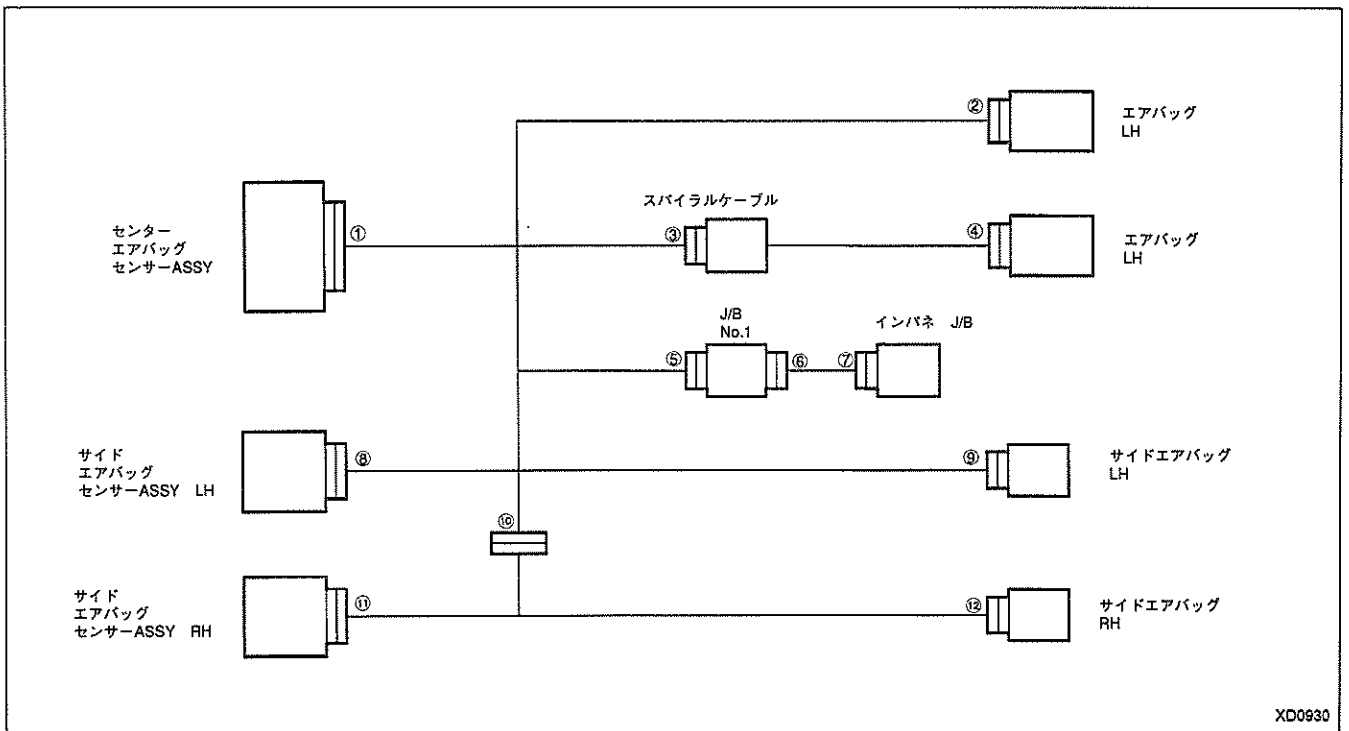 ②
エアバッグ
LH
スパイラルケーブル
センター
エアバッグ
センサーASSY
①
③
④
エアバッグ
LH
J/B
No.1
インパネ J/B
⑤
⑥
⑦
サイド
エアバッグ
センサーASSY LH
⑧
⑨
サイドエアバッグ
LH
⑩
サイド
エアバッグ
センサーASSY RH
⑪
⑫
サイドエアバッグ
RH
XD0930